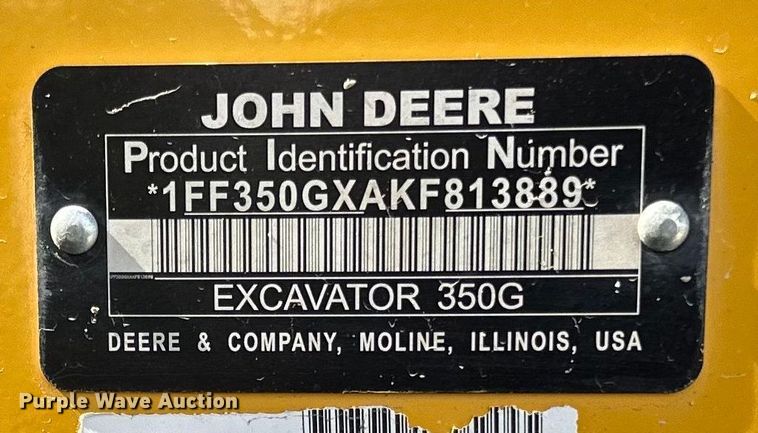 JOHN DEERE
Product Identification Number
*1FF350GXAKF813889*
EXCAVATOR 350G
DEERE & COMPANY, MOLINE, ILLINOIS, USA
Purple Wave Auction